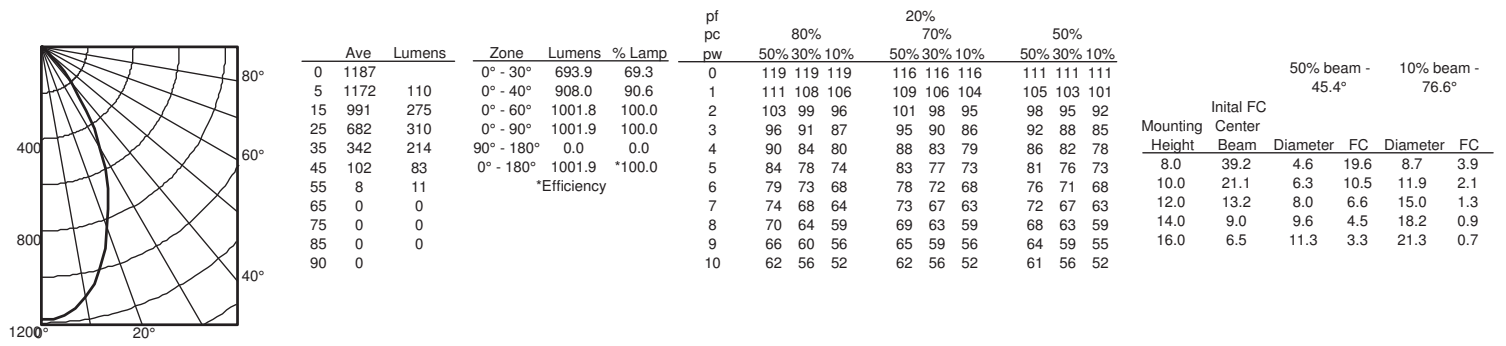 80°
400
60°
800
40°
1200
0°
20°
Ave Lumens
0 1187
5 1172 110
15 991 275
25 682 310
35 342 214
45 102 83
55 8 11
65 0 0
75 0 0
85 0 0
90 0
Zone Lumens % Lamp
0° - 30° 693.9 69.3
0° - 40° 908.0 90.6
0° - 60° 1001.8 100.0
0° - 90° 1001.9 100.0
90° - 180° 0.0 0.0
0° - 180° 1001.9 *100.0
*Efficiency
pf 20%
pc 80% 70% 50%
pw 50% 30% 10% 50% 30% 10% 50% 30% 10%
0 119 119 119 116 116 116 111 111 111
1 111 108 106 109 106 104 105 103 101
2 103 99 96 101 98 95 98 95 92
3 96 91 87 95 90 86 92 88 85
4 90 84 80 88 83 79 86 82 78
5 84 78 74 83 77 73 81 76 73
6 79 73 68 78 72 68 76 71 68
7 74 68 64 73 67 63 72 67 63
8 70 64 59 69 63 59 68 63 59
9 66 60 56 65 59 56 64 59 55
10 62 56 52 62 56 52 61 56 52
50% beam - 10% beam -
45.4° 76.6°
Inital FC
Mounting Center
Height Beam Diameter FC Diameter FC
8.0 39.2 4.6 19.6 8.7 3.9
10.0 21.1 6.3 10.5 11.9 2.1
12.0 13.2 8.0 6.6 15.0 1.3
14.0 9.0 9.6 4.5 18.2 0.9
16.0 6.5 11.3 3.3 21.3 0.7